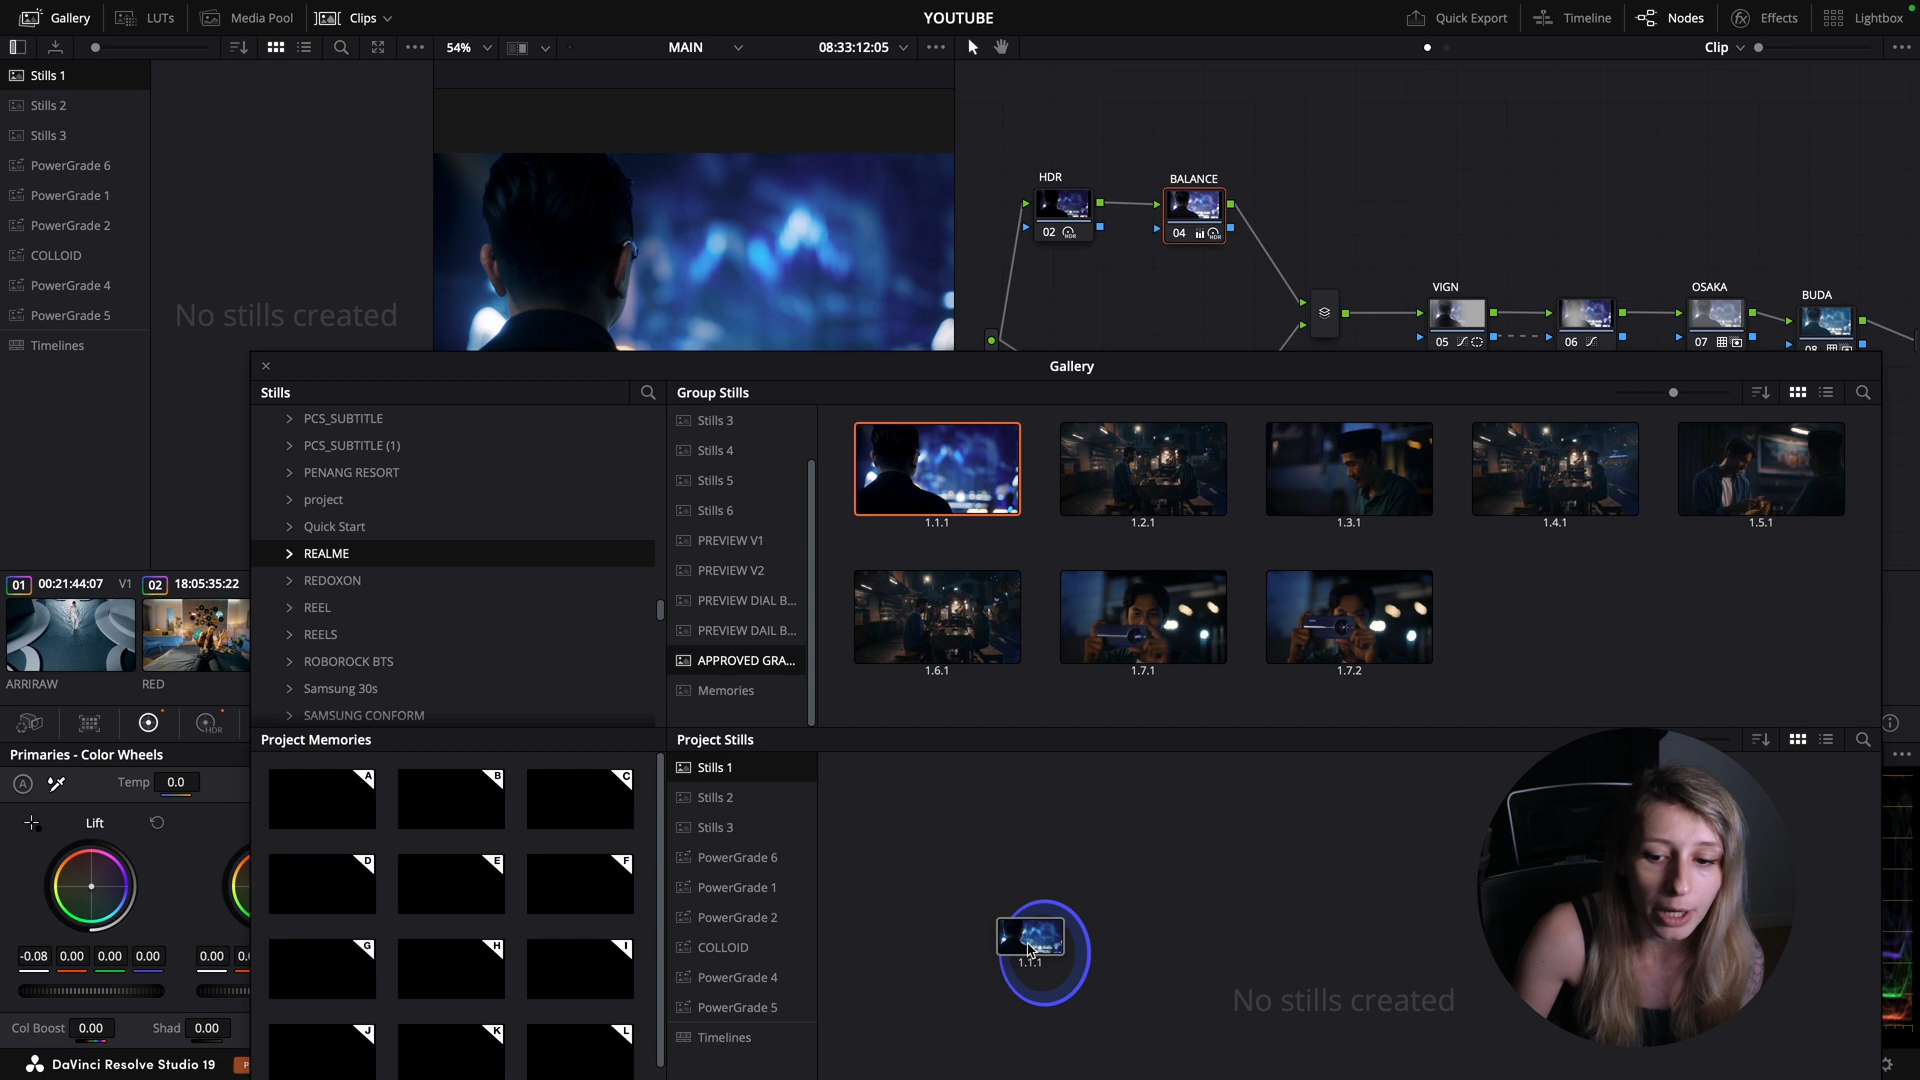 Gallery
LUTs
Media Pool
Clips
YOUTUBE
Quick Export
Timeline
Nodes
Effects
Lightbox
54%
MAIN
08:33:12:05
Clip
Stills 1
Stills 2
Stills 3
PowerGrade 6
PowerGrade 1
PowerGrade 2
COLLOID
PowerGrade 4
PowerGrade 5
Timelines
No stills created
HDR
02
HDR
BALANCE
04
HDR
VIGN
05
06
OSAKA
07
BUDA
08
Gallery
Stills
PCS_SUBTITLE
PCS_SUBTITLE (1)
PENANG RESORT
project
Quick Start
REALME
REDOXON
REEL
REELS
ROBOROCK BTS
Samsung 30s
SAMSUNG CONFORM
Group Stills
Stills 3
Stills 4
Stills 5
Stills 6
PREVIEW V1
PREVIEW V2
PREVIEW DIAL B...
PREVIEW DAIL B...
APPROVED GRA...
Memories
1.1.1
1.2.1
1.3.1
1.4.1
1.5.1
1.6.1
1.7.1
1.7.2
01 00:21:44:07 V1
02 18:05:35:22
ARRIRAW
RED
HDR
Primaries - Color Wheels
A
Temp 0.0
Lift
-0.08 0.00 0.00 0.00
0.00 0.0
Col Boost 0.00
Shad 0.00
DaVinci Resolve Studio 19
P
Project Memories
A
B
C
D
E
F
G
H
I
J
K
L
Project Stills
Stills 1
Stills 2
Stills 3
PowerGrade 6
PowerGrade 1
PowerGrade 2
COLLOID
PowerGrade 4
PowerGrade 5
Timelines
1.1.1
No stills created